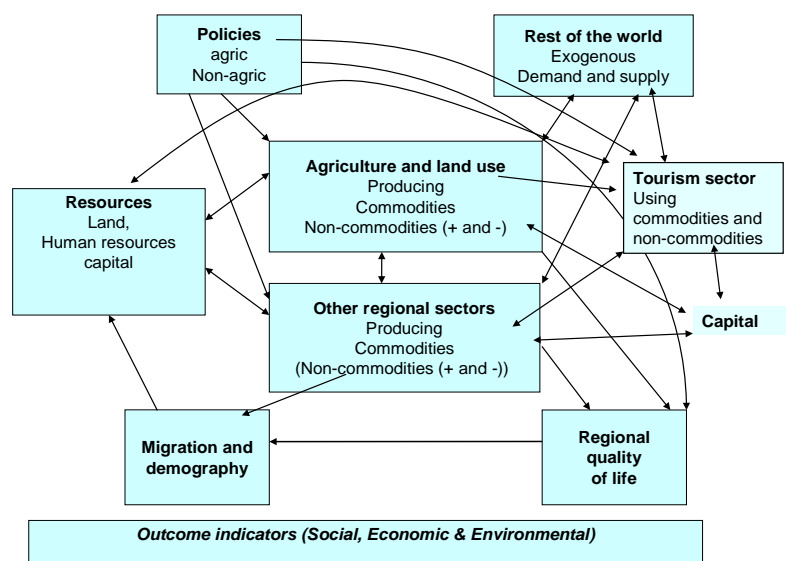 Policies
agric
Non-agric
Rest of the world
Exogenous
Demand and supply
Agriculture and land use
Producing
Commodities
Non-commodities (+ and -)
Tourism sector
Using
commodities and
non-commodities
Resources
Land,
Human resources
capital
Other regional sectors
Producing
Commodities
(Non-commodities (+ and -))
Capital
Migration and
demography
Regional
quality
of life
Outcome indicators (Social, Economic & Environmental)